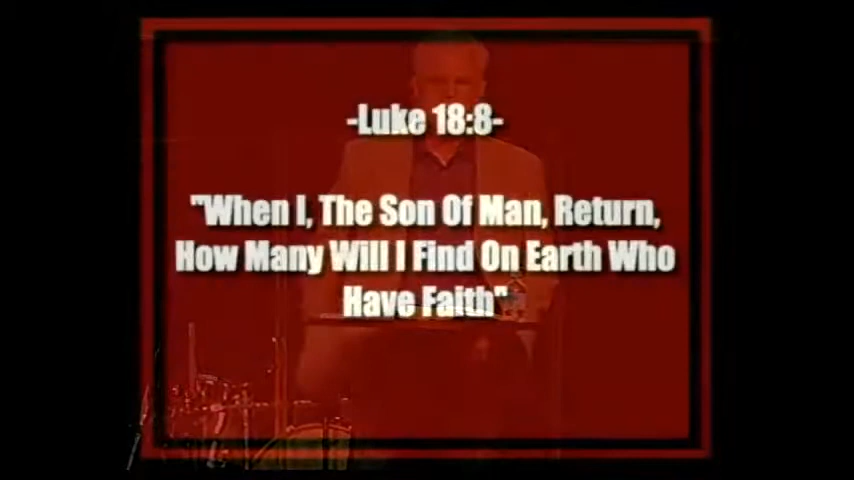 -Luke 18:8-
"When I, The Son Of Man, Return,
How Many Will I Find On Earth Who
Have Faith"